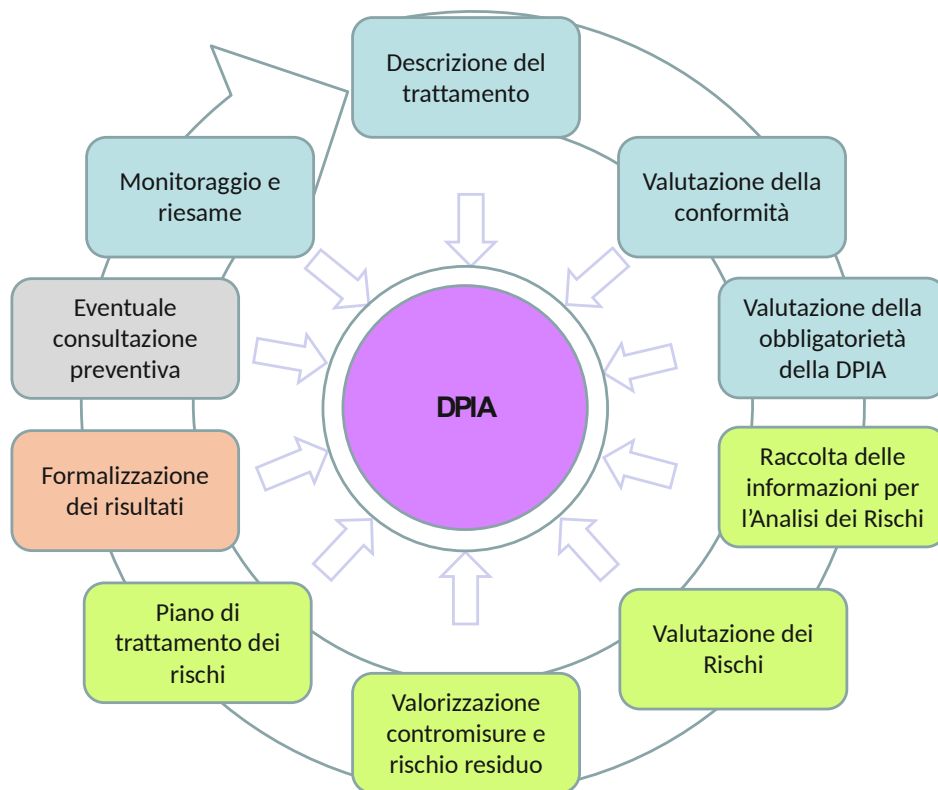 Descrizione del
trattamento
Valutazione della
conformità
Valutazione della
obbligatorietà
della DPIA
Raccolta delle
informazioni per
l’Analisi dei Rischi
Valutazione dei
Rischi
Valorizzazione
contromisure e
rischio residuo
Piano di
trattamento dei
rischi
Formalizzazione
dei risultati
Eventuale
consultazione
preventiva
Monitoraggio e
riesame
DPIA